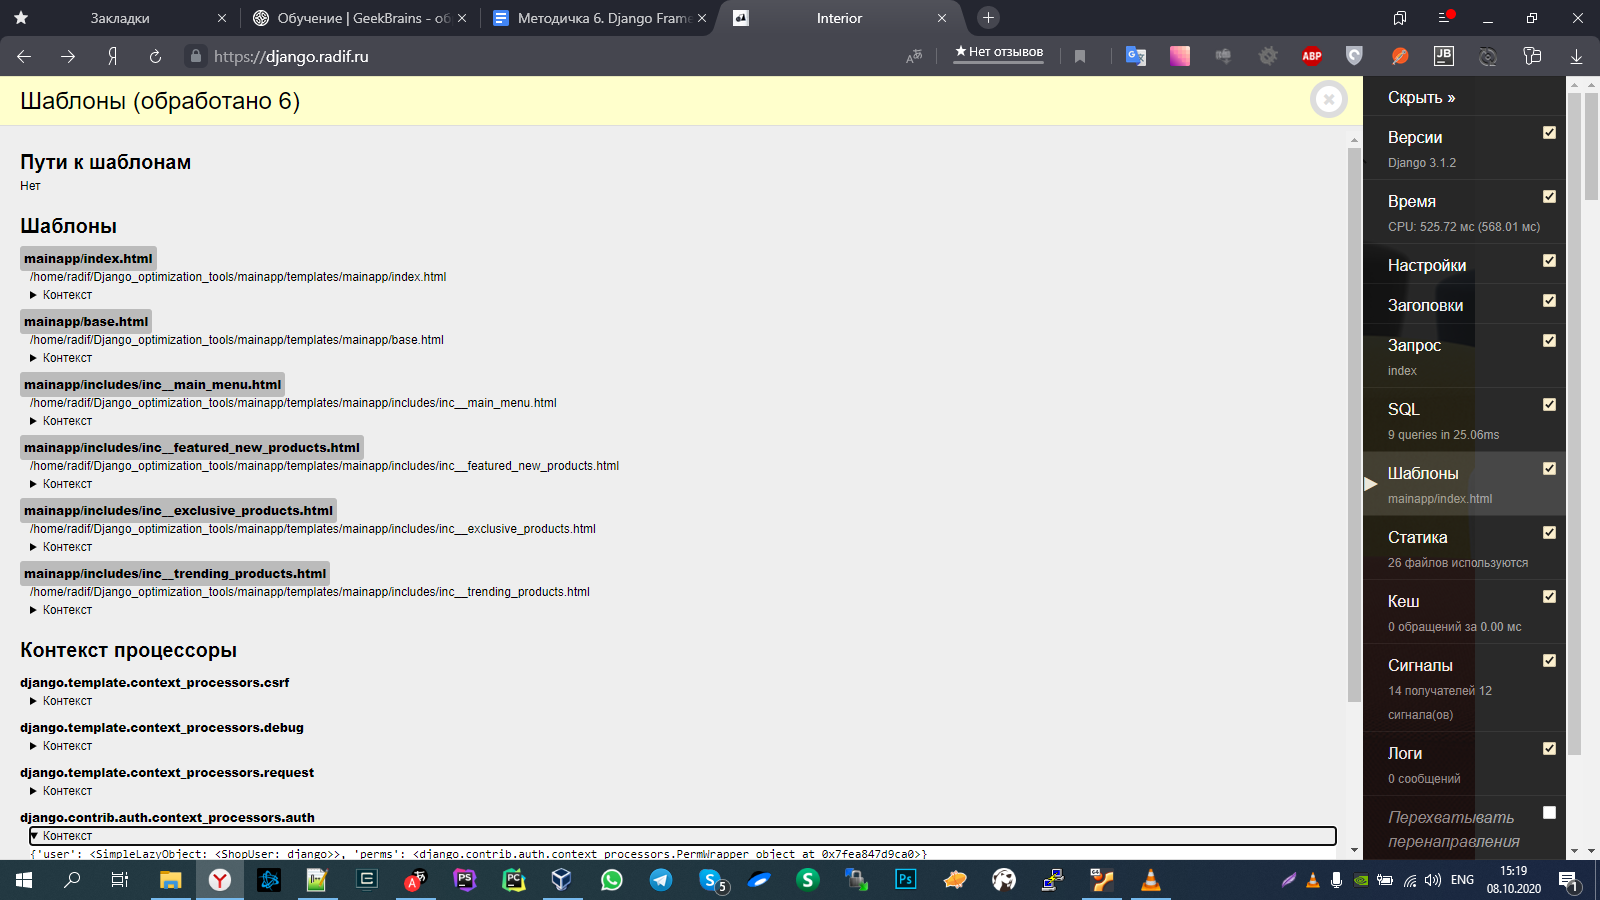 Закладки
Обучение | GeekBrains - об
Методичка 6. Django Frame
Interior
https://django.radif.ru
★ Нет отзывов
ABP
JB
Шаблоны (обработано 6)
Пути к шаблонам
Нет
Шаблоны
mainapp/index.html
/home/radif/Django_optimization_tools/mainapp/templates/mainapp/index.html
► Контекст
mainapp/base.html
/home/radif/Django_optimization_tools/mainapp/templates/mainapp/base.html
► Контекст
mainapp/includes/inc__main_menu.html
/home/radif/Django_optimization_tools/mainapp/templates/mainapp/includes/inc__main_menu.html
► Контекст
mainapp/includes/inc__featured_new_products.html
/home/radif/Django_optimization_tools/mainapp/templates/mainapp/includes/inc__featured_new_products.html
► Контекст
mainapp/includes/inc__exclusive_products.html
/home/radif/Django_optimization_tools/mainapp/templates/mainapp/includes/inc__exclusive_products.html
► Контекст
mainapp/includes/inc__trending_products.html
/home/radif/Django_optimization_tools/mainapp/templates/mainapp/includes/inc__trending_products.html
► Контекст
Контекст процессоры
django.template.context_processors.csrf
► Контекст
django.template.context_processors.debug
► Контекст
django.template.context_processors.request
► Контекст
django.contrib.auth.context_processors.auth
▼ Контекст
{'user': <SimpleLazyObject: <ShopUser: django>>, 'perms': <django.contrib.auth.context_processors.PermWrapper object at 0x7fea847d9ca0>}
Скрыть »
Версии
Django 3.1.2
Время
CPU: 525.72 мс (568.01 мс)
Настройки
Заголовки
Запрос
index
SQL
9 queries in 25.06ms
Шаблоны
mainapp/index.html
Статика
26 файлов используются
Кеш
0 обращений за 0.00 мс
Сигналы
14 получателей 12
сигнала(ов)
Логи
0 сообщений
Перехватывать
перенаправления
ENG
15:19
08.10.2020